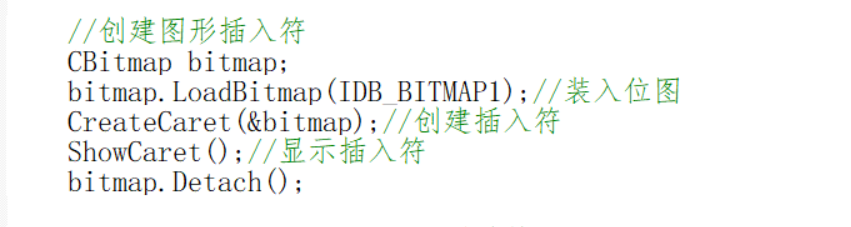 //创建图形插入符
CBitmap bitmap;
bitmap.LoadBitmap(IDB_BITMAP1);//装入位图
CreateCaret(&bitmap);//创建插入符
ShowCaret();//显示插入符
bitmap.Detach();